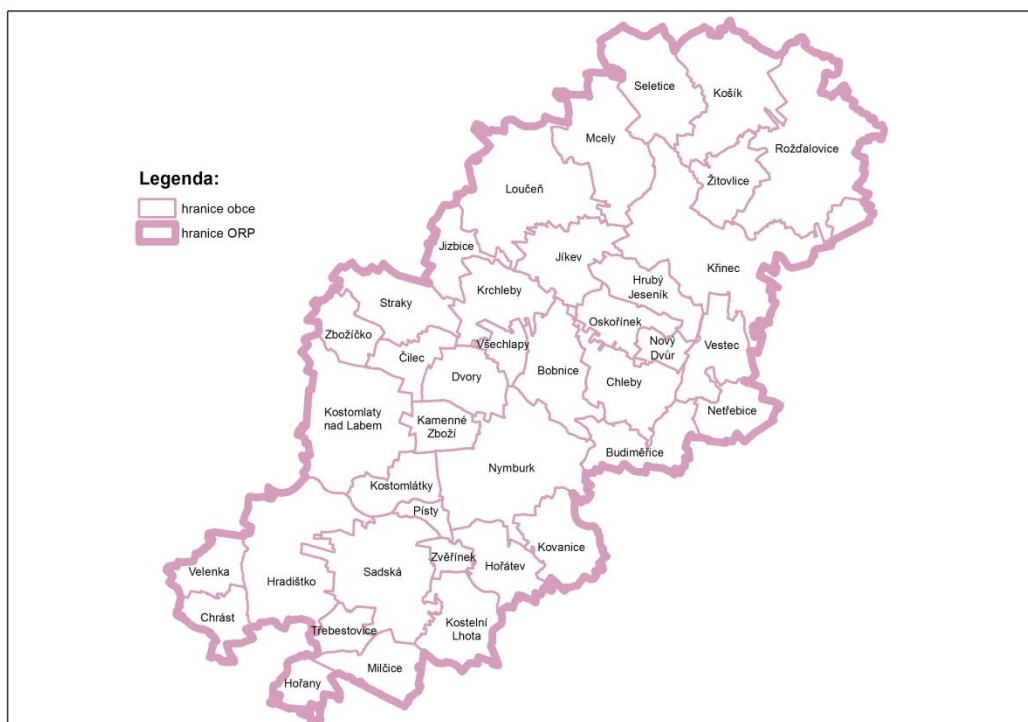 Seletice
Košík
Mcely
Rožďalovice
Legenda:
hranice obce
hranice ORP
Žitovlice
Loučeň
Jizbice
Jíkev
Křinec
Hrubý
Jeseník
Krchleby
Straky
Oskořínek
Zbožíčko
Nový
Dvůr
Vestec
Všechlapy
Čilec
Dvory
Bobnice
Chleby
Netřebice
Kostomlaty
nad Labem
Kamenné
Zboží
Budiměřice
Nymburk
Kostomlátky
Písty
Kovanice
Zvěřínek
Hořátev
Velenka
Hradištko
Sadská
Chrást
Kostelní
Lhota
Třebestovice
Milčice
Hořany